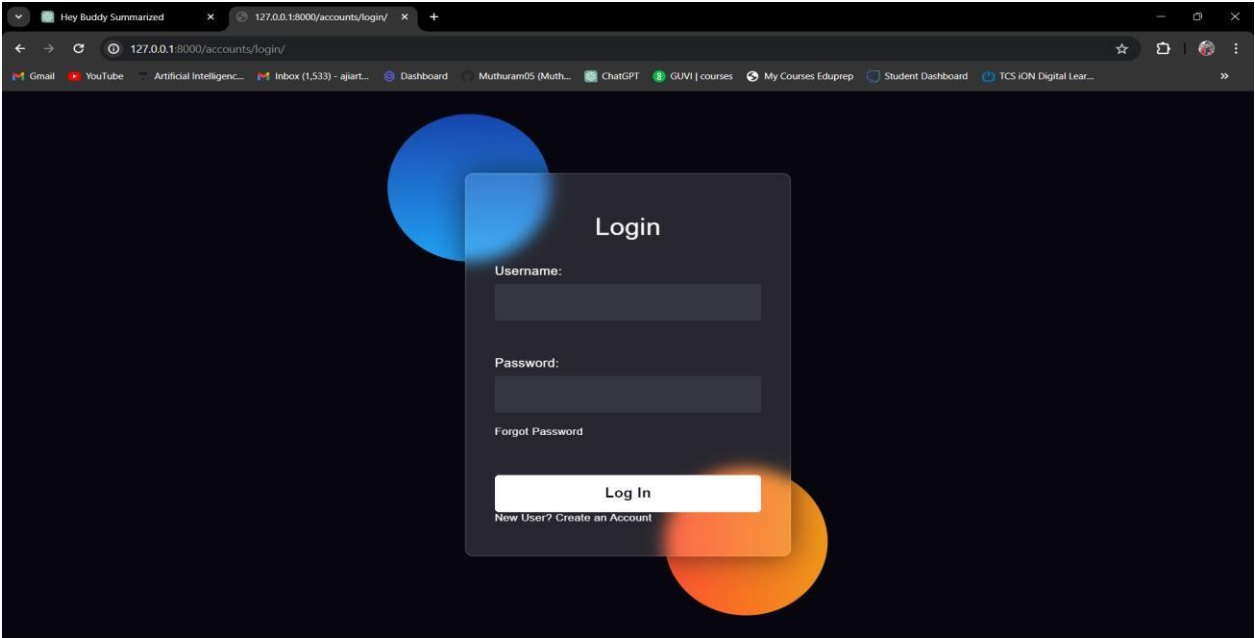 Hey Buddy Summarized
127.0.0.1:8000/accounts/login/
127.0.0.1:8000/accounts/login/
Gmail YouTube Artificial Intelligenc... Inbox (1,533) - ajiart... Dashboard Muthuram05 (Muth... ChatGPT GUVI | courses My Courses Eduprep Student Dashboard TCS iON Digital Lear...
Login
Username:
Password:
Forgot Password
Log In
New User? Create an Account